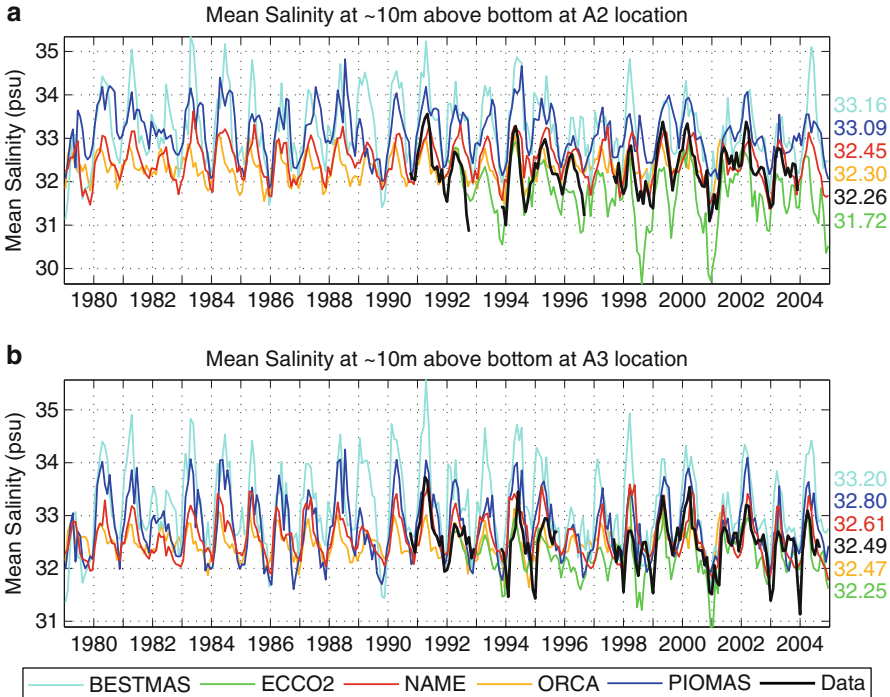 a
Mean Salinity at ~10m above bottom at A2 location
Mean Salinity (psu)
35
34
33
32
31
30
1980 1982 1984 1986 1988 1990 1992 1994 1996 1998 2000 2002 2004
33.16
33.09
32.45
32.30
32.26
31.72
b
Mean Salinity at ~10m above bottom at A3 location
Mean Salinity (psu)
35
34
33
32
31
1980 1982 1984 1986 1988 1990 1992 1994 1996 1998 2000 2002 2004
33.20
32.80
32.61
32.49
32.47
32.25
BESTMAS ECCO2 NAME ORCA PIOMAS Data